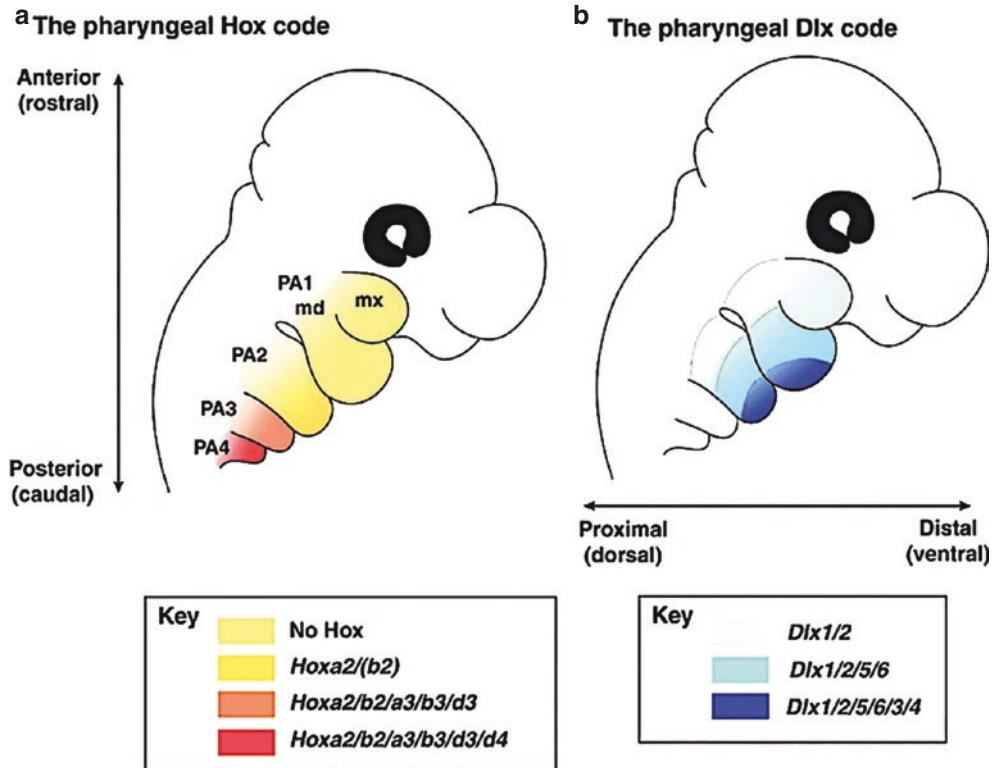 a
The pharyngeal Hox code
Anterior
(rostral)
PA1
md
mx
PA2
PA3
PA4
Posterior
(caudal)
Key
No Hox
Hoxa2/(b2)
Hoxa2/b2/a3/b3/d3
Hoxa2/b2/a3/b3/d3/d4
b
The pharyngeal Dlx code
Proximal
(dorsal)
Distal
(ventral)
Key
Dlx1/2
Dlx1/2/5/6
Dlx1/2/5/6/3/4